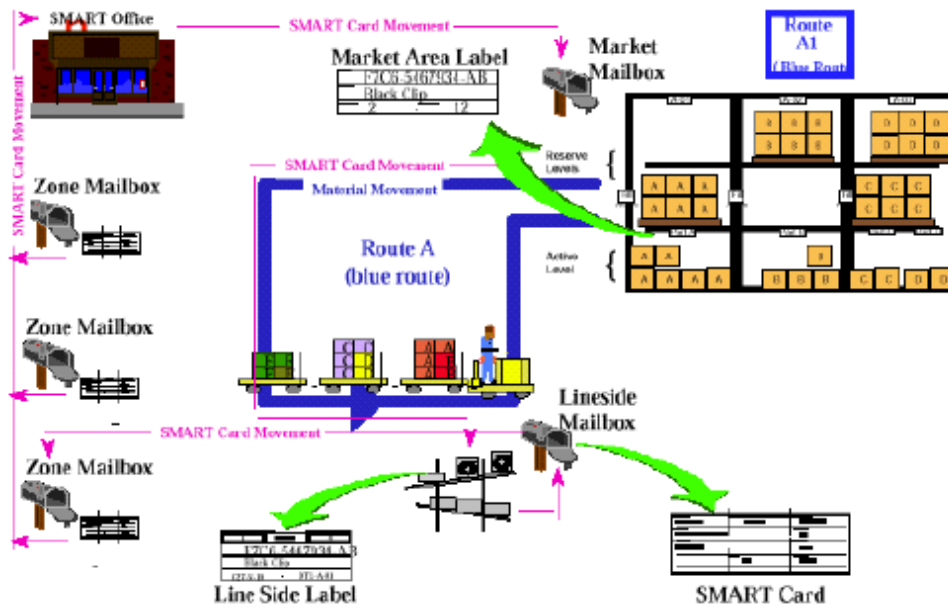 SMART Office
SMART Card Movement
Market Area Label
F7C6-5467934-AB
Black Clip
2 12
Market
Mailbox
Route
A1
(Blue Rout
Reserve
Levels
B B B
B B B
D D D
D D D
A A A
A A A
C C C
C C C
Active
Level
A A
A A A A
B
B B B
C C D D
SMART Card Movement
Zone Mailbox
SMART Card Movement
Material Movement
Route A
(blue route)
Zone Mailbox
Lineside
Mailbox
SMART Card Movement
Zone Mailbox
F7C6-5467934-AB
Black Clip
Line Side Label
SMART Card